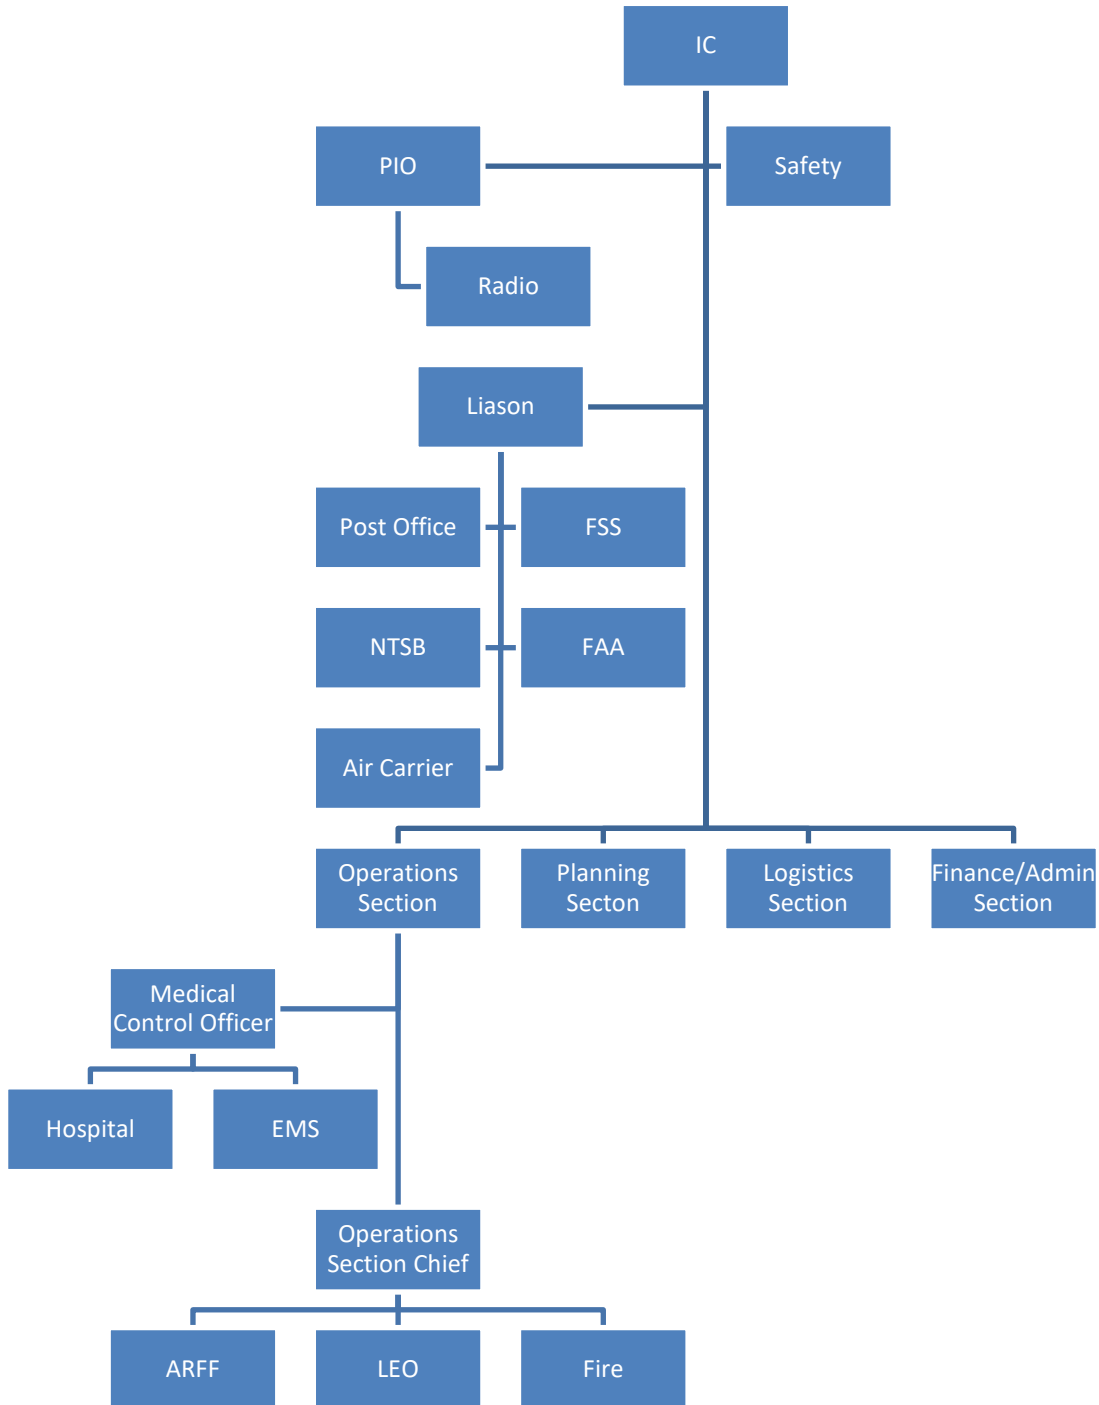 IC
PIO
Safety
Radio
Liason
Post Office
FSS
NTSB
FAA
Air Carrier
Operations
Section
Planning
Secton
Logistics
Section
Finance/Admin
Section
Medical
Control Officer
Hospital
EMS
Operations
Section Chief
ARFF
LEO
Fire